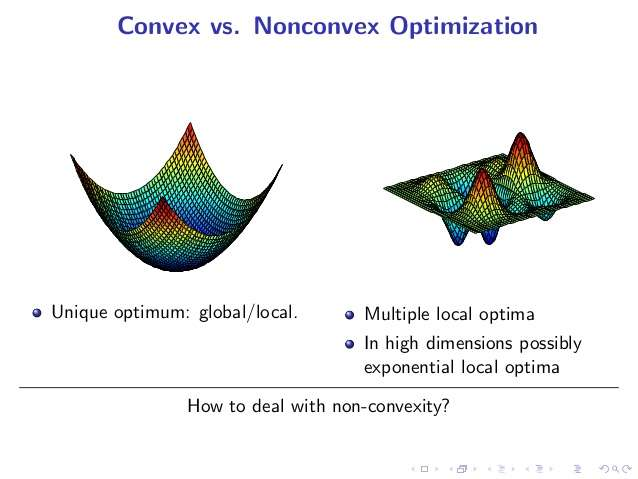 Convex vs. Nonconvex Optimization
Unique optimum: global/local.
Multiple local optima
In high dimensions possibly
exponential local optima
How to deal with non-convexity?